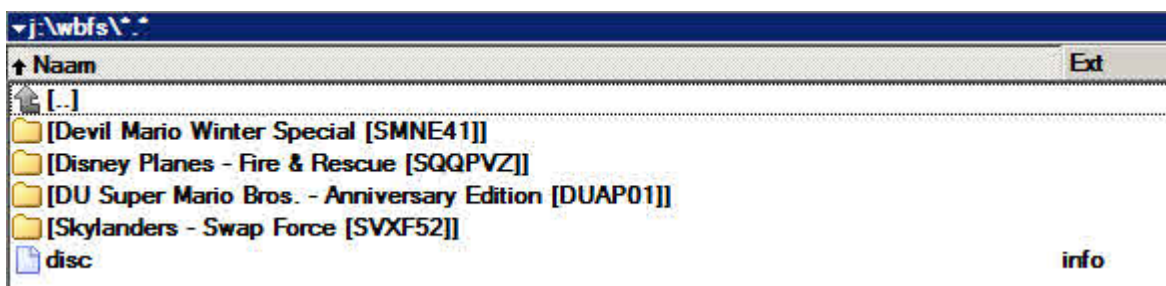 j:\wbfs\*.*
Naam Ext
[..]
[Devil Mario Winter Special [SMNE41]]
[Disney Planes - Fire & Rescue [SQQPVZ]]
[DU Super Mario Bros. - Anniversary Edition [DUAP01]]
[Skylanders - Swap Force [SVXF52]]
disc info